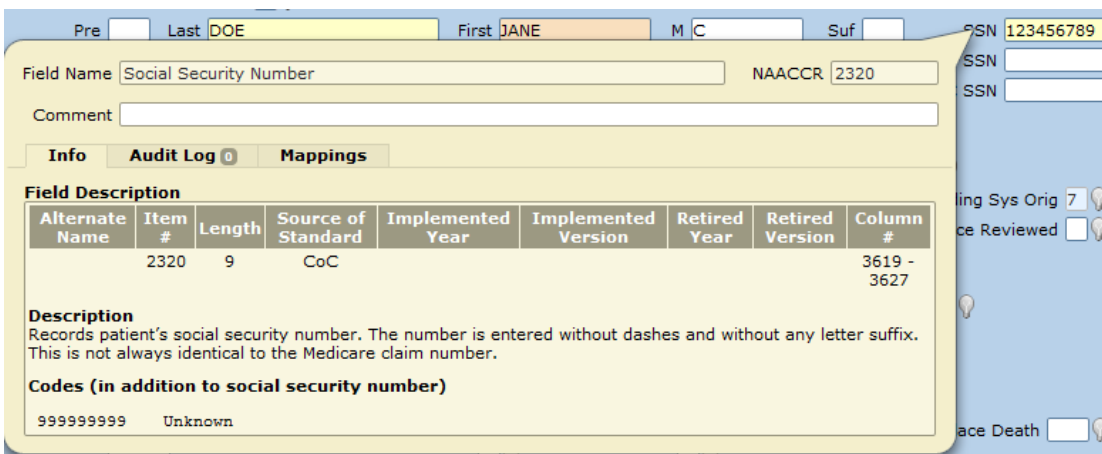 Pre Last DOE First JANE M C Suf SSN 123456789
SSN
SSN
Field Name Social Security Number NAACCR 2320
Comment
Info Audit Log 0 Mappings
Field Description
Alternate Name Item # Length Source of Standard Implemented Year Implemented Version Retired Year Retired Version Column #
2320 9 CoC 3619 - 3627
Description
Records patient's social security number. The number is entered without dashes and without any letter suffix.
This is not always identical to the Medicare claim number.
Codes (in addition to social security number)
999999999 Unknown
Sys Orig 7
Reviewed
Death